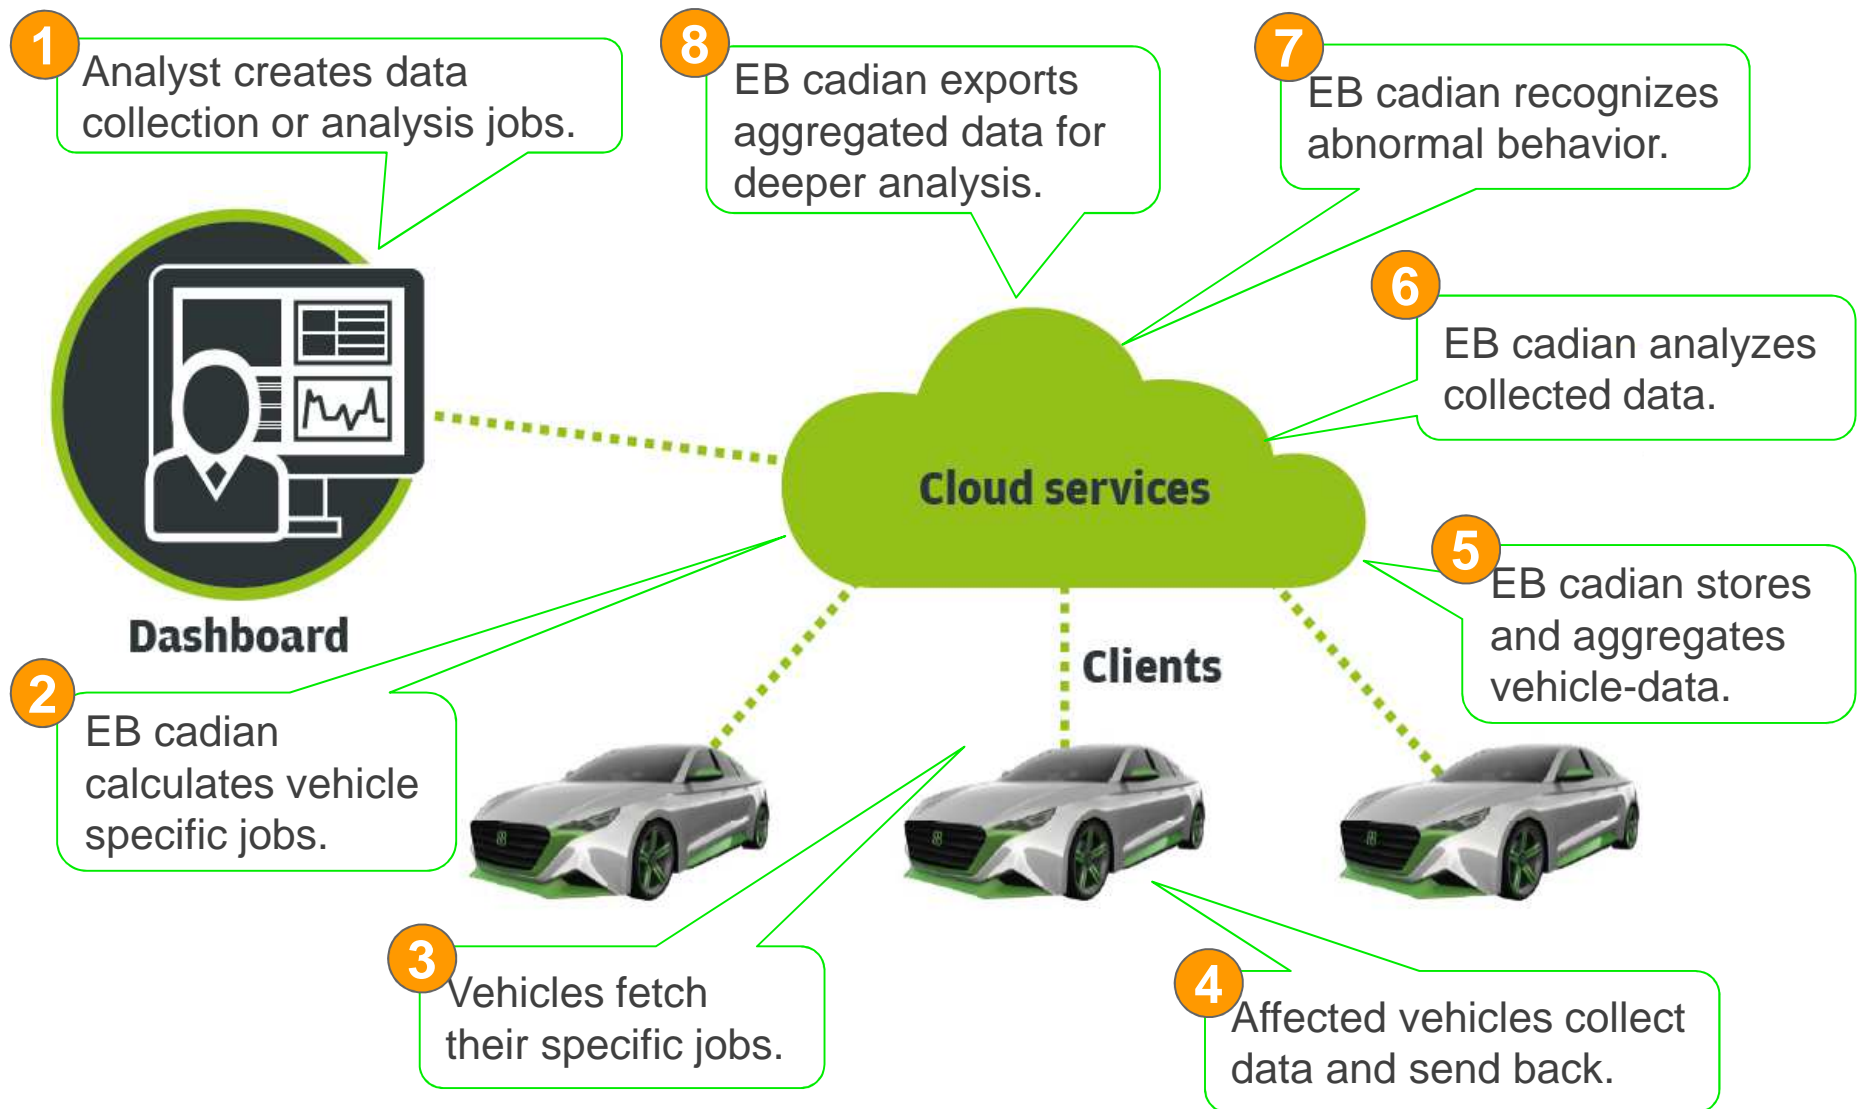 1
Analyst creates data
collection or analysis jobs.
8
EB cadian exports
aggregated data for
deeper analysis.
7
EB cadian recognizes
abnormal behavior.
6
EB cadian analyzes
collected data.
Cloud services
5
EB cadian stores
and aggregates
vehicle-data.
Dashboard
Clients
2
EB cadian
calculates vehicle
specific jobs.
3
Vehicles fetch
their specific jobs.
4
Affected vehicles collect
data and send back.